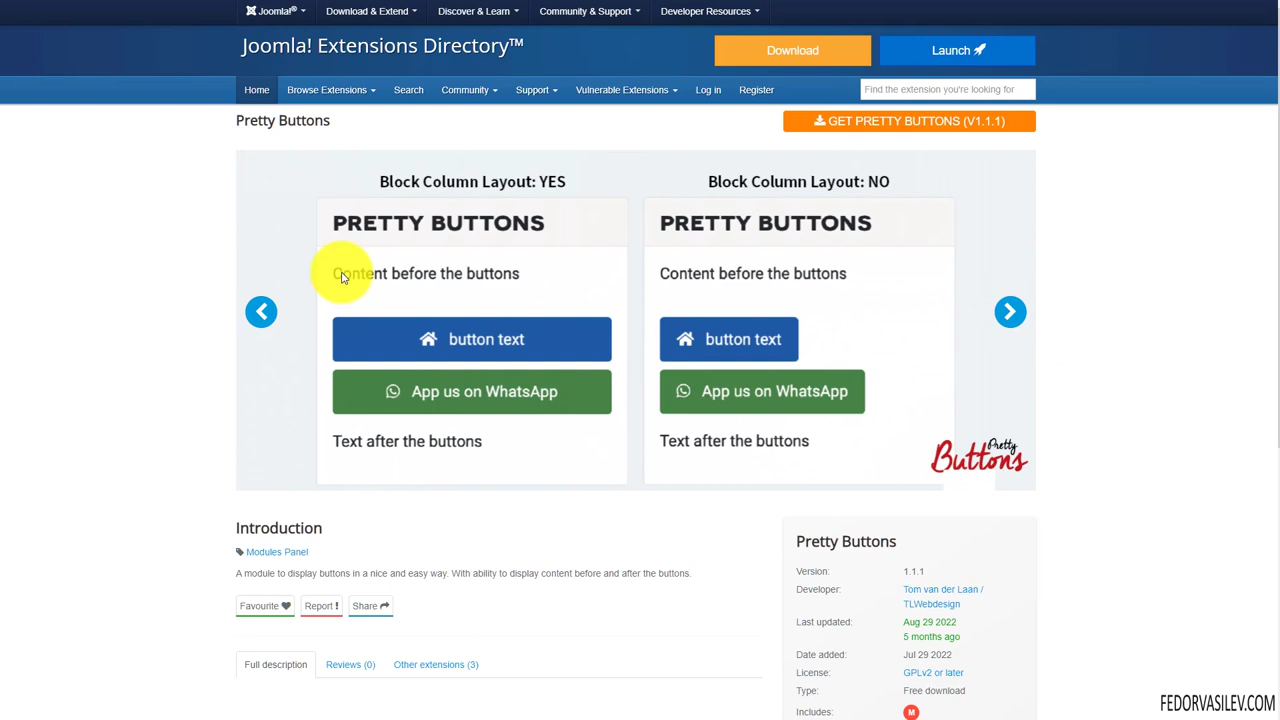 Joomla!® Download & Extend Discover & Learn Community & Support Developer Resources
Joomla! Extensions Directory™
Download
Launch
Home Browse Extensions Search Community Support Vulnerable Extensions Log in Register
Find the extension you're looking for
Pretty Buttons
GET PRETTY BUTTONS (V1.1.1)
Block Column Layout: YES
PRETTY BUTTONS
Content before the buttons
button text
App us on WhatsApp
Text after the buttons
Block Column Layout: NO
PRETTY BUTTONS
Content before the buttons
button text
App us on WhatsApp
Text after the buttons
Pretty
Buttons
Introduction
Modules Panel
A module to display buttons in a nice and easy way. With ability to display content before and after the buttons.
Favourite Report Share
Full description Reviews (0) Other extensions (3)
Pretty Buttons
Version: 1.1.1
Developer: Tom van der Laan /
TLWebdesign
Last updated: Aug 29 2022
5 months ago
Date added: Jul 29 2022
License: GPLv2 or later
Type: Free download
Includes: M
FEDORVASILEV.COM